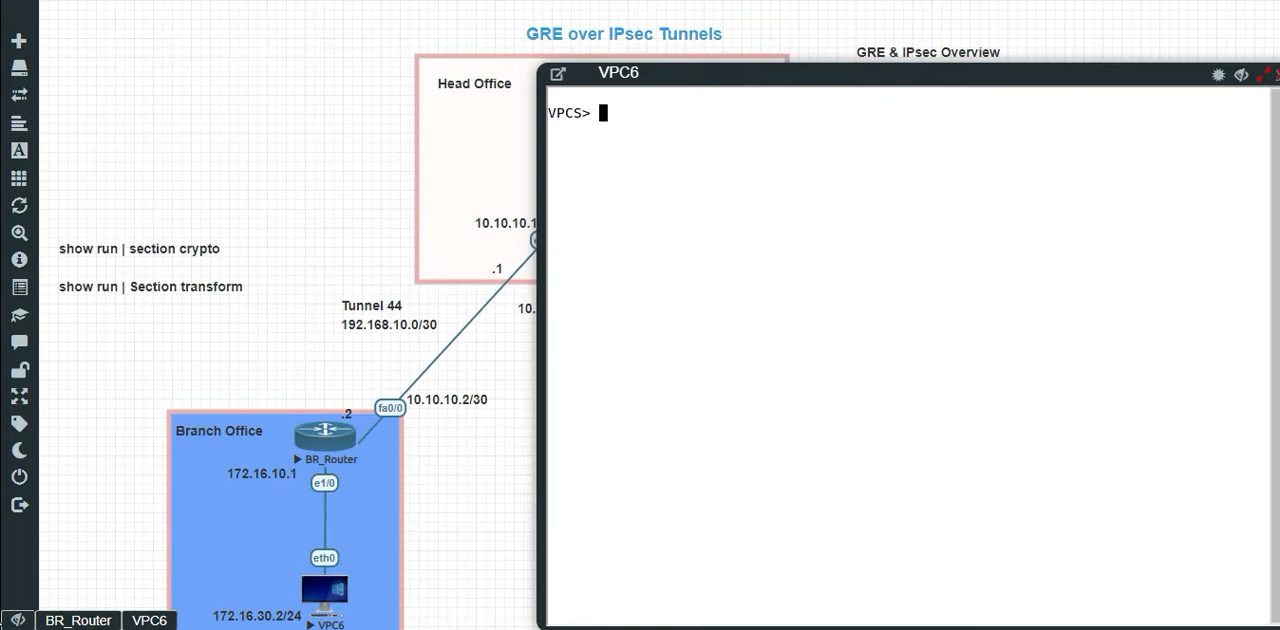 GRE over IPsec Tunnels
GRE & IPsec Overview
Head Office
VPC6
VPCS>
10.10.10.1
.1
show run | section crypto
show run | Section transform
Tunnel 44
192.168.10.0/30
10.
10.10.10.2/30
fa0/0
.2
Branch Office
BR_Router
172.16.10.1
e1/0
eth0
172.16.30.2/24
VPC6
BR_Router
VPC6